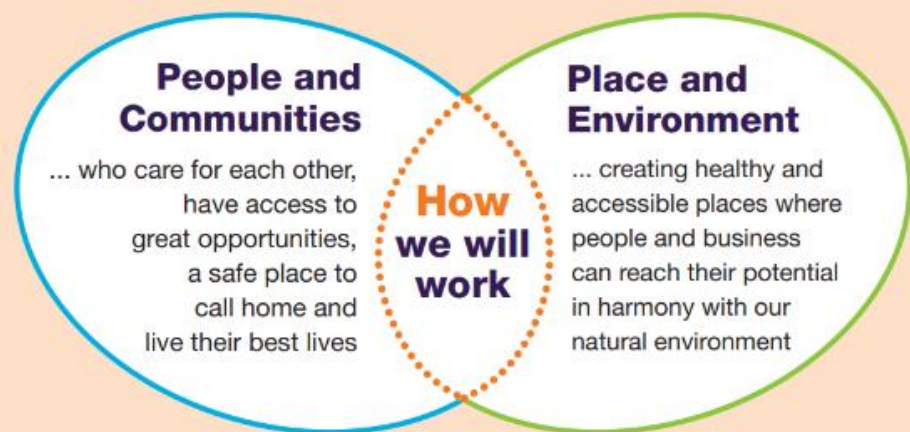 People and
Communities
... who care for each other,
have access to
great opportunities,
a safe place to
call home and
live their best lives
How
we will
work
Place and
Environment
... creating healthy and
accessible places where
people and business
can reach their potential
in harmony with our
natural environment